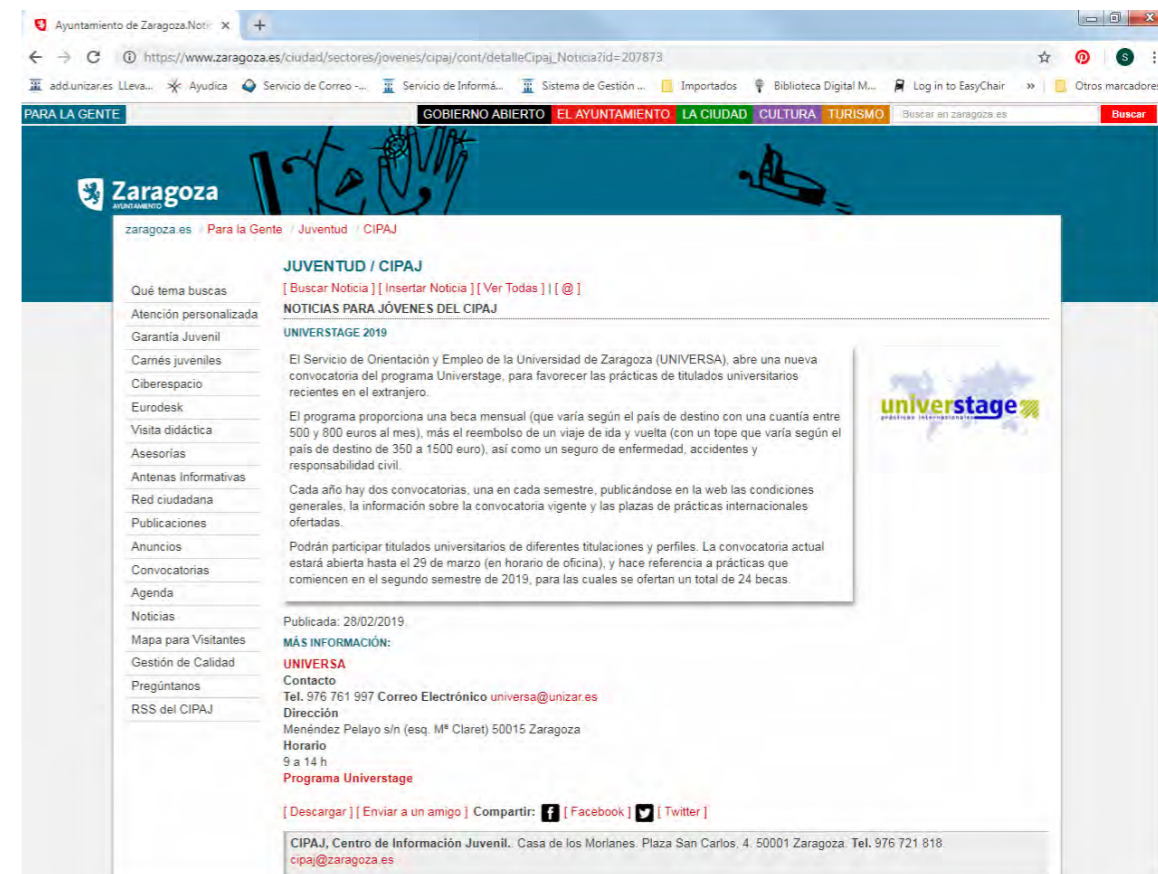 Ayuntamiento de Zaragoza.Notic
https://www.zaragoza.es/ciudad/sectores/jovenes/cipaj/cont/detalleCipaj_Noticia?id=207873
S
add.unizar.es LLeva...
Ayudica
Servicio de Correo -...
Servicio de Informá...
Sistema de Gestión ...
Importados
Biblioteca Digital M...
Log in to EasyChair
»
Otros marcadores
PARA LA GENTE
GOBIERNO ABIERTO
EL AYUNTAMIENTO
LA CIUDAD
CULTURA
TURISMO
Buscar en zaragoza.es
Buscar
Zaragoza
AYUNTAMIENTO
zaragoza.es / Para la Gente / Juventud / CIPAJ
Qué tema buscas
Atención personalizada
Garantía Juvenil
Carnés juveniles
Ciberespacio
Eurodesk
Visita didáctica
Asesorías
Antenas Informativas
Red ciudadana
Publicaciones
Anuncios
Convocatorias
Agenda
Noticias
Mapa para Visitantes
Gestión de Calidad
Pregúntanos
RSS del CIPAJ
JUVENTUD / CIPAJ
[ Buscar Noticia ] [ Insertar Noticia ] [ Ver Todas ] | [ @ ]
NOTICIAS PARA JÓVENES DEL CIPAJ
UNIVERSTAGE 2019
El Servicio de Orientación y Empleo de la Universidad de Zaragoza (UNIVERSA), abre una nueva
convocatoria del programa Universtage, para favorecer las prácticas de titulados universitarios
recientes en el extranjero.
El programa proporciona una beca mensual (que varía según el país de destino con una cuantía entre
500 y 800 euros al mes), más el reembolso de un viaje de ida y vuelta (con un tope que varía según el
país de destino de 350 a 1500 euro), así como un seguro de enfermedad, accidentes y
responsabilidad civil.
Cada año hay dos convocatorias, una en cada semestre, publicándose en la web las condiciones
generales, la información sobre la convocatoria vigente y las plazas de prácticas internacionales
ofertadas.
Podrán participar titulados universitarios de diferentes titulaciones y perfiles. La convocatoria actual
estará abierta hasta el 29 de marzo (en horario de oficina), y hace referencia a prácticas que
comiencen en el segundo semestre de 2019, para las cuales se ofertan un total de 24 becas.
universtage
prácticas internacionales
Publicada: 28/02/2019.
MÁS INFORMACIÓN:
UNIVERSA
Contacto
Tel. 976 761 997 Correo Electrónico universa@unizar.es
Dirección
Menéndez Pelayo s/n (esq. Mª Claret) 50015 Zaragoza
Horario
9 a 14 h
Programa Universtage
[ Descargar ] [ Enviar a un amigo ] Compartir: [ Facebook ] [ Twitter ]
CIPAJ, Centro de Información Juvenil. Casa de los Morlanes. Plaza San Carlos, 4. 50001 Zaragoza. Tel. 976 721 818
cipaj@zaragoza.es